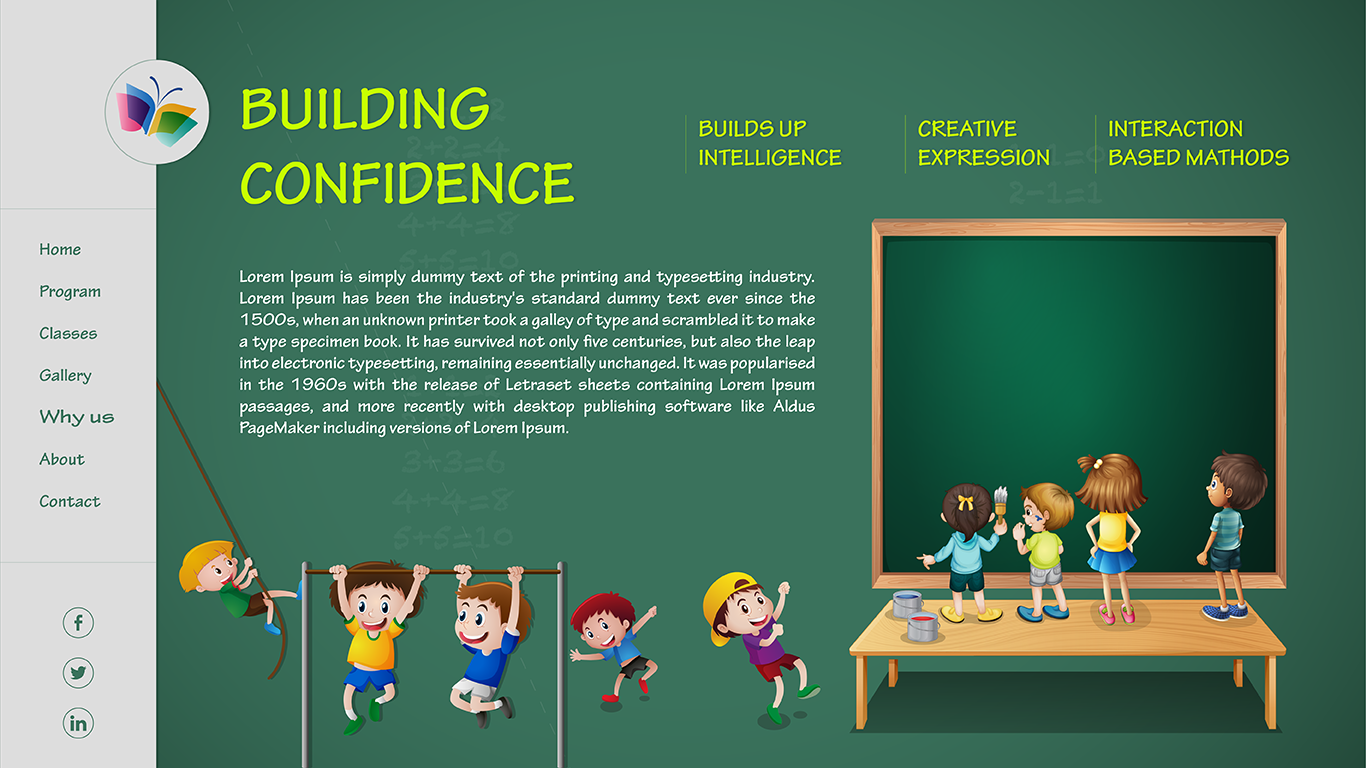 BUILDING
CONFIDENCE
BUILDS UP
INTELLIGENCE
CREATIVE
EXPRESSION
INTERACTION
BASED MATHODS
2+2=4
2-1=1
4+4=8
5+5=10
Home
Program
Classes
Gallery
Why us
About
Contact
Lorem Ipsum is simply dummy text of the printing and typesetting industry.
Lorem Ipsum has been the industry's standard dummy text ever since the
1500s, when an unknown printer took a galley of type and scrambled it to make
a type specimen book. It has survived not only five centuries, but also the leap
into electronic typesetting, remaining essentially unchanged. It was popularised
in the 1960s with the release of Letraset sheets containing Lorem Ipsum
passages, and more recently with desktop publishing software like Aldus
PageMaker including versions of Lorem Ipsum.
3+3=6
4+4=8
5+5=10
f
in